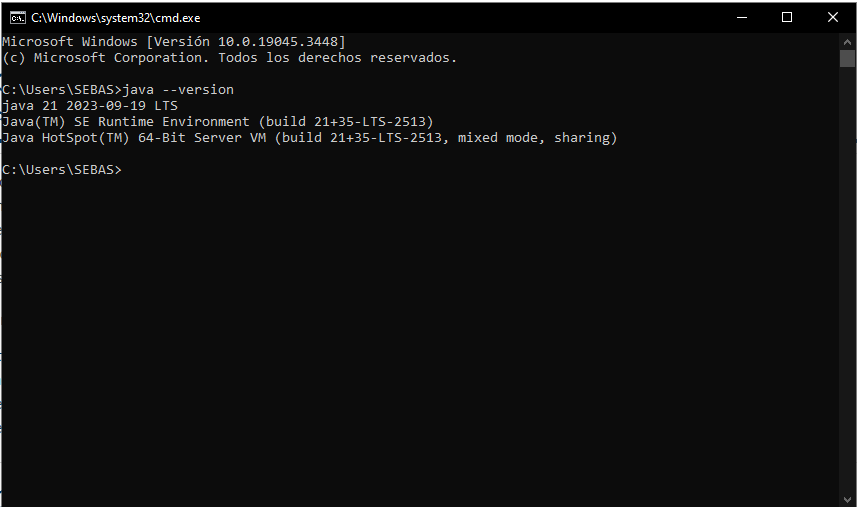 C:\Windows\system32\cmd.exe
Microsoft Windows [Versión 10.0.19045.3448]
(c) Microsoft Corporation. Todos los derechos reservados.
C:\Users\SEBAS>java --version
java 21 2023-09-19 LTS
Java(TM) SE Runtime Environment (build 21+35-LTS-2513)
Java HotSpot(TM) 64-Bit Server VM (build 21+35-LTS-2513, mixed mode, sharing)
C:\Users\SEBAS>